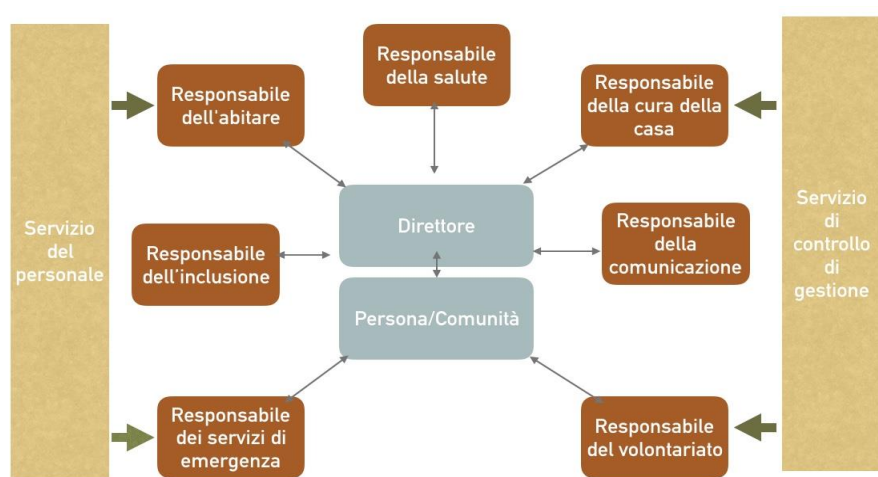 Responsabile
della salute
Responsabile
dell'abitare
Responsabile
della cura della
casa
Servizio
del
personale
Direttore
Servizio
di
controllo
di
gestione
Responsabile
dell'inclusione
Responsabile
della
comunicazione
Persona/Comunità
Responsabile
dei servizi di
emergenza
Responsabile
del volontariato